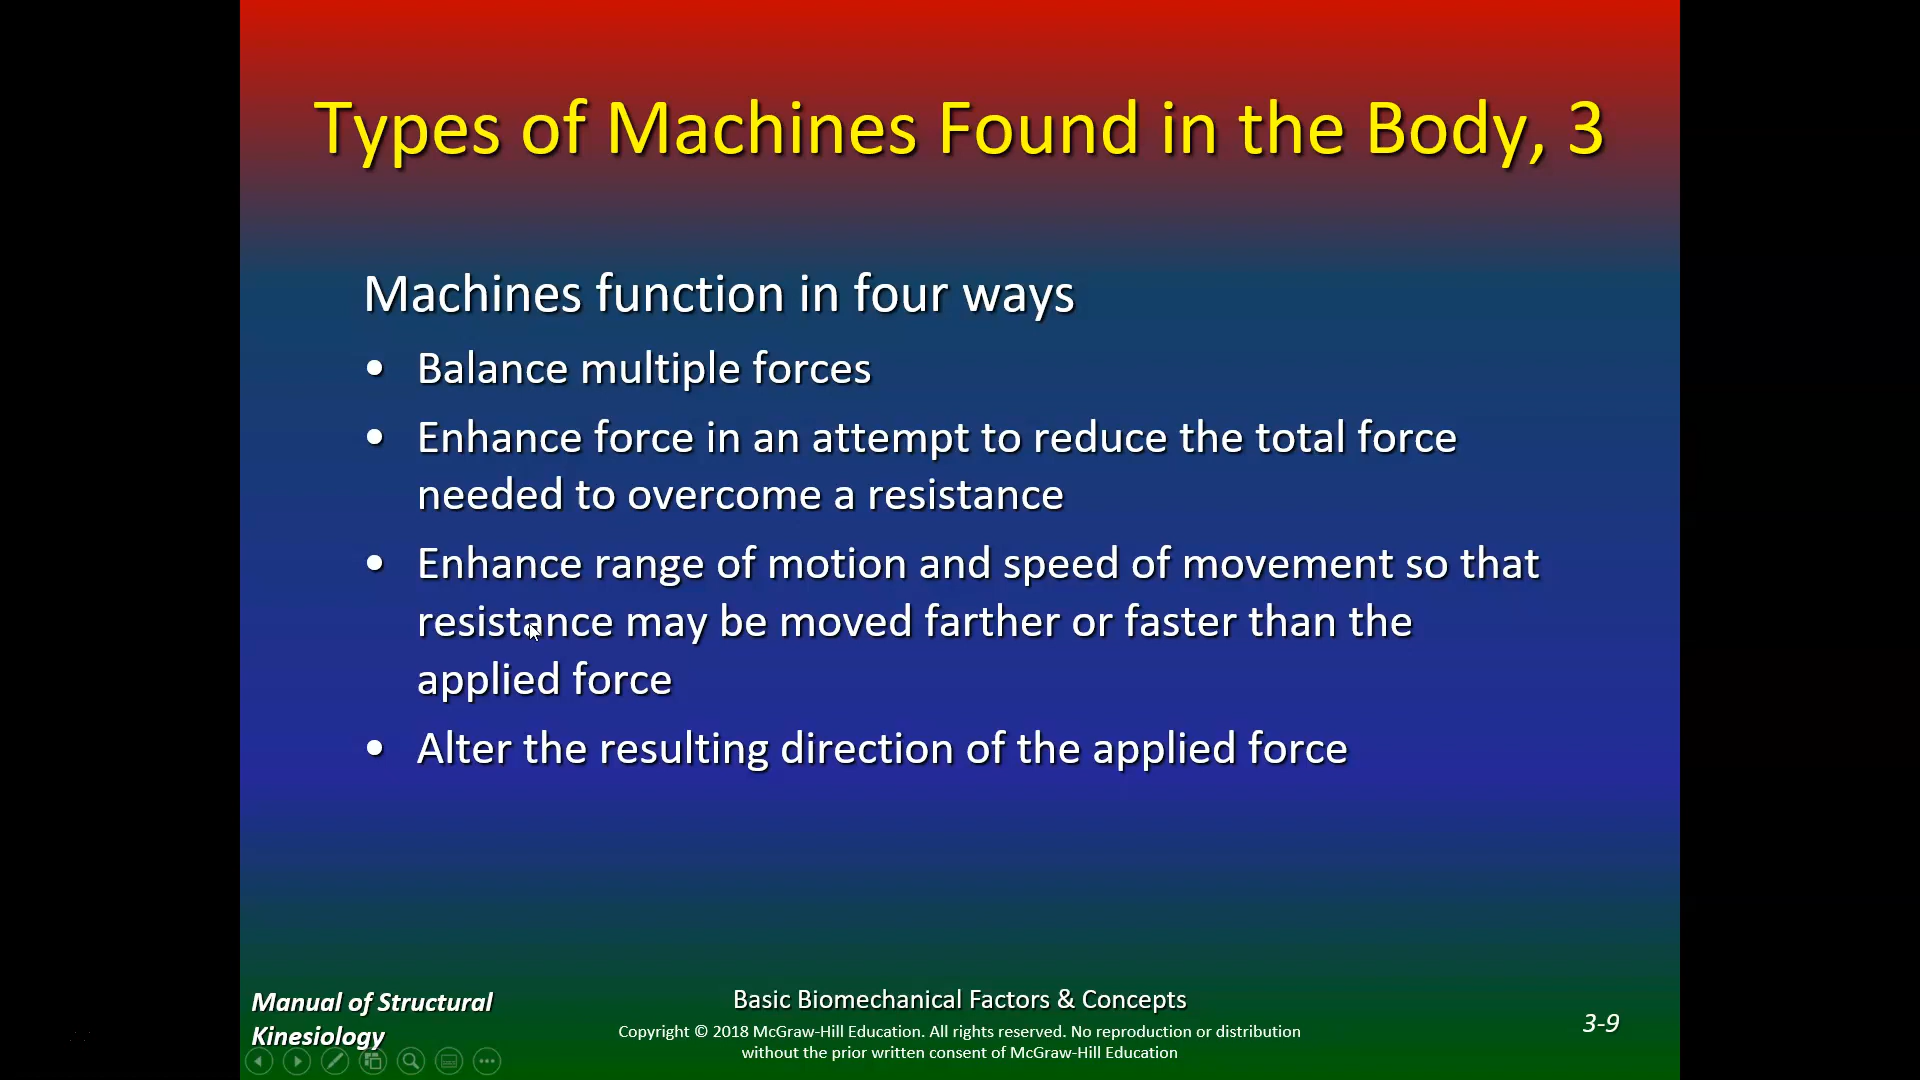 Types of Machines Found in the Body, 3
Machines function in four ways
• Balance multiple forces
• Enhance force in an attempt to reduce the total force
needed to overcome a resistance
• Enhance range of motion and speed of movement so that
resistance may be moved farther or faster than the
applied force
• Alter the resulting direction of the applied force
Manual of Structural
Kinesiology
Basic Biomechanical Factors & Concepts
Copyright © 2018 McGraw-Hill Education. All rights reserved. No reproduction or distribution
without the prior written consent of McGraw-Hill Education
3-9